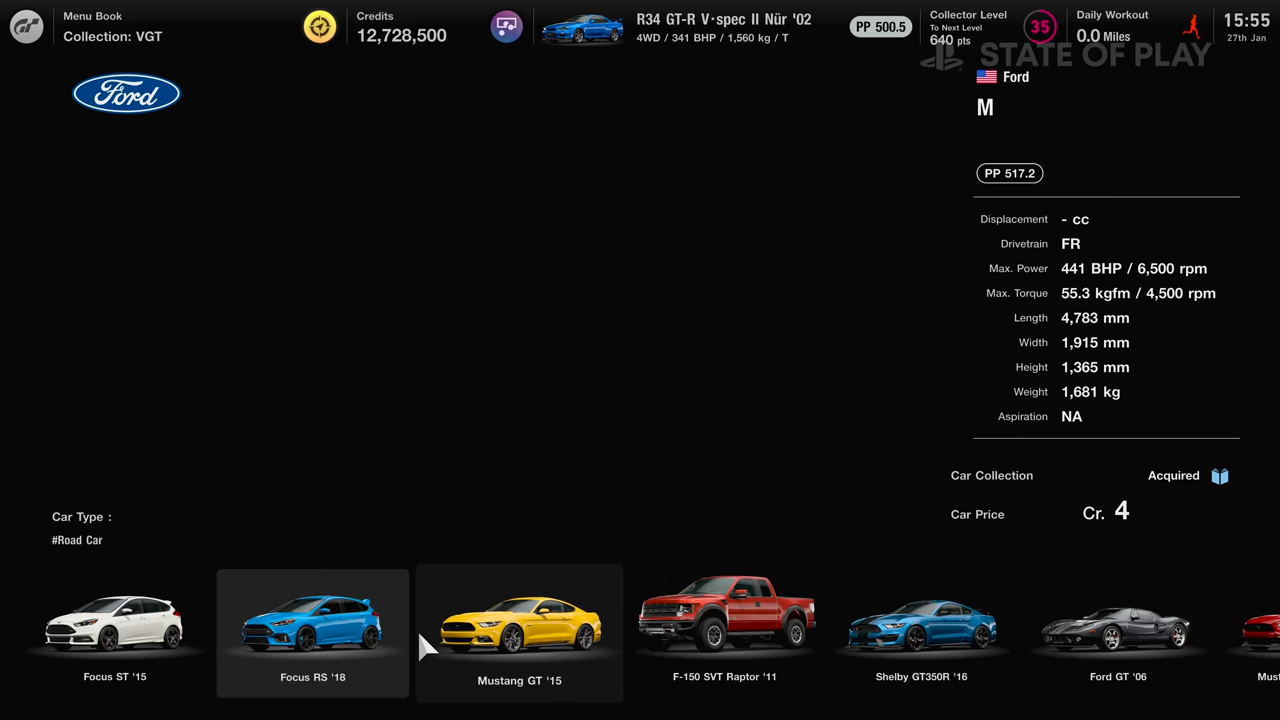 Menu Book
Collection: VGT
Credits
12,728,500
R34 GT-R V·spec II Nür '02
4WD / 341 BHP / 1,560 kg / T
PP 500.5
Collector Level
To Next Level
640 pts
35
Daily Workout
0.0 Miles
15:55
27th Jan
STATE OF PLAY
Ford
Ford
M
PP 517.2
Displacement - cc
Drivetrain FR
Max. Power 441 BHP / 6,500 rpm
Max. Torque 55.3 kgfm / 4,500 rpm
Length 4,783 mm
Width 1,915 mm
Height 1,365 mm
Weight 1,681 kg
Aspiration NA
Car Collection Acquired
Car Price Cr. 4
Car Type :
#Road Car
Focus ST '15
Focus RS '18
Mustang GT '15
F-150 SVT Raptor '11
Shelby GT350R '16
Ford GT '06
Must